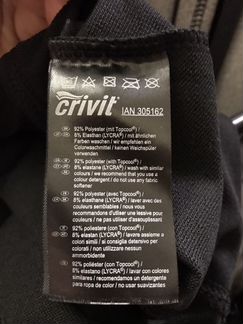 crivit
IAN 305162
92% Polyester (mit Topcool®) /
8% Elasthan (LYCRA®) / mit ähnlichen
Farben waschen / wir empfehlen ein
Colorwaschmittel / keinen Weichspüler
verwenden
92% polyester (with Topcool®) /
8% elastane (LYCRA®) / wash with similar
colours / we recommend that you use a
colour detergent / do not use any fabric
softener
92% polyester (avec Topcool®) /
8% élasthanne (LYCRA®) / laver avec des
couleurs semblables / nous vous
recommandons d'utiliser une lessive pour
couleurs / ne pas utiliser d'assouplissant
92% poliestere (con Topcool®) /
8% elastan (LYCRA®) / lavare assieme a
colori simili / si consiglia detersivo per
colorati / non utilizzare nessun
ammorbidente
92% poliéster (con Topcool®) /
8% elastano (LYCRA®) / lavar con colores
similares / recomendamos un detergente
para ropa de color / no usar suavizantes